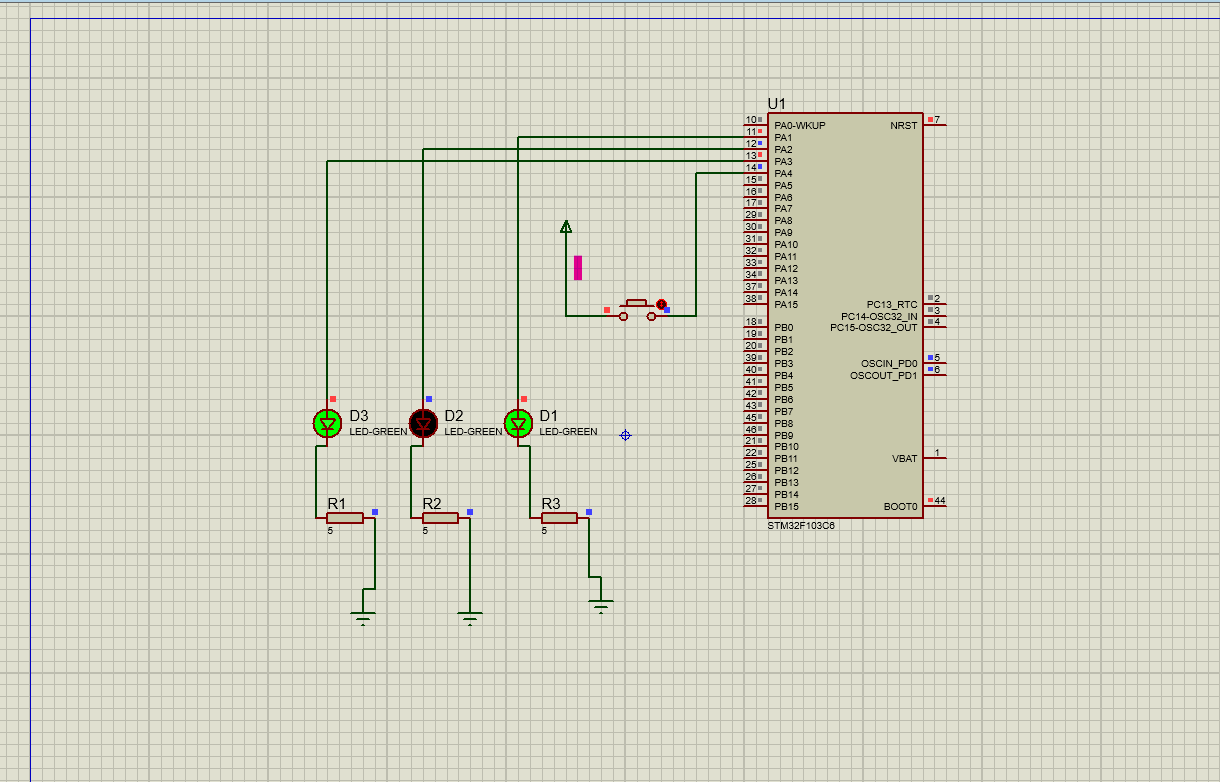 U1
10 PA0-WKUP NRST 7
11 PA1
12 PA2
13 PA3
14 PA4
15 PA5
16 PA6
17 PA7
29 PA8
30 PA9
31 PA10
32 PA11
33 PA12
34 PA13
37 PA14
38 PA15 PC13_RTC 2
PC14-OSC32_IN 3
18 PB0 PC15-OSC32_OUT 4
19 PB1
20 PB2
39 PB3 OSCIN_PD0 5
40 PB4 OSCOUT_PD1 6
41 PB5
42 PB6
43 PB7
45 PB8
46 PB9
21 PB10
22 PB11 VBAT 1
25 PB12
26 PB13
27 PB14
28 PB15 BOOT0 44
STM32F103C6
D3 D2 D1
LED-GREEN LED-GREEN LED-GREEN
R1 R2 R3
5 5 5